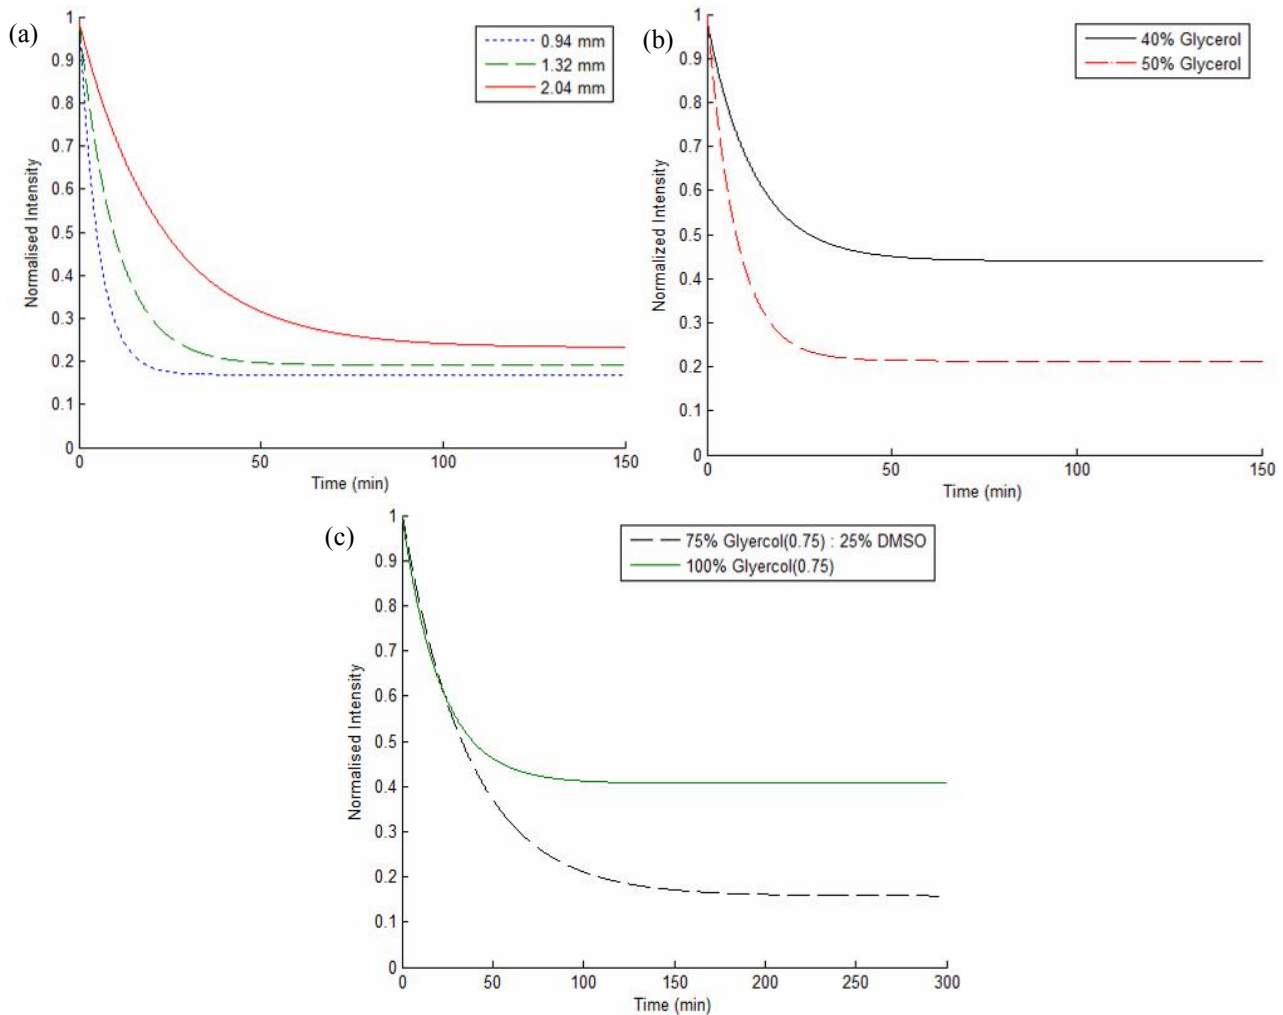 (a)
1
0.9
0.8
0.7
0.6
0.5
0.4
0.3
0.2
0.1
0
Normalised Intensity
0 50 100 150
Time (min)
0.94 mm
1.32 mm
2.04 mm
(b)
1
0.9
0.8
0.7
0.6
0.5
0.4
0.3
0.2
0.1
0
Normalized Intensity
0 50 100 150
Time (min)
40% Glycerol
50% Glycerol
(c)
1
0.9
0.8
0.7
0.6
0.5
0.4
0.3
0.2
0.1
0
Normalised Intensity
0 50 100 150 200 250 300
Time (min)
75% Glyercol(0.75) : 25% DMSO
100% Glyercol(0.75)